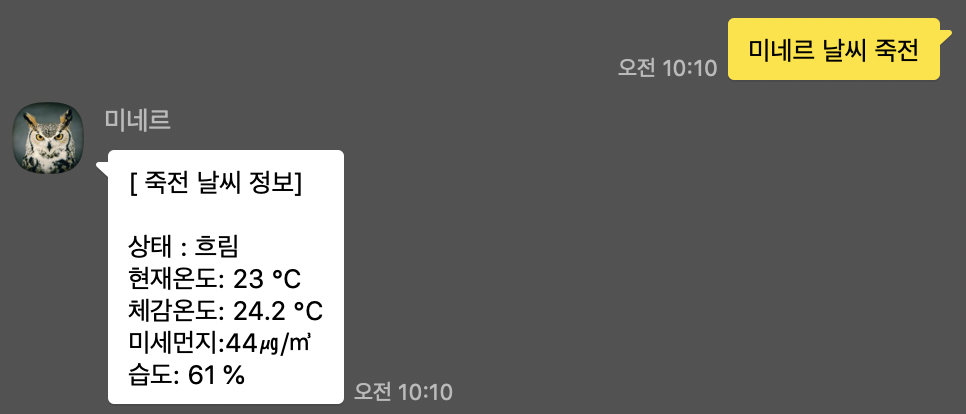 미네르 날씨 죽전
오전 10:10
미네르
[ 죽전 날씨 정보]
상태 : 흐림
현재온도: 23 °C
체감온도: 24.2 °C
미세먼지:44㎍/㎥
습도: 61 %
오전 10:10